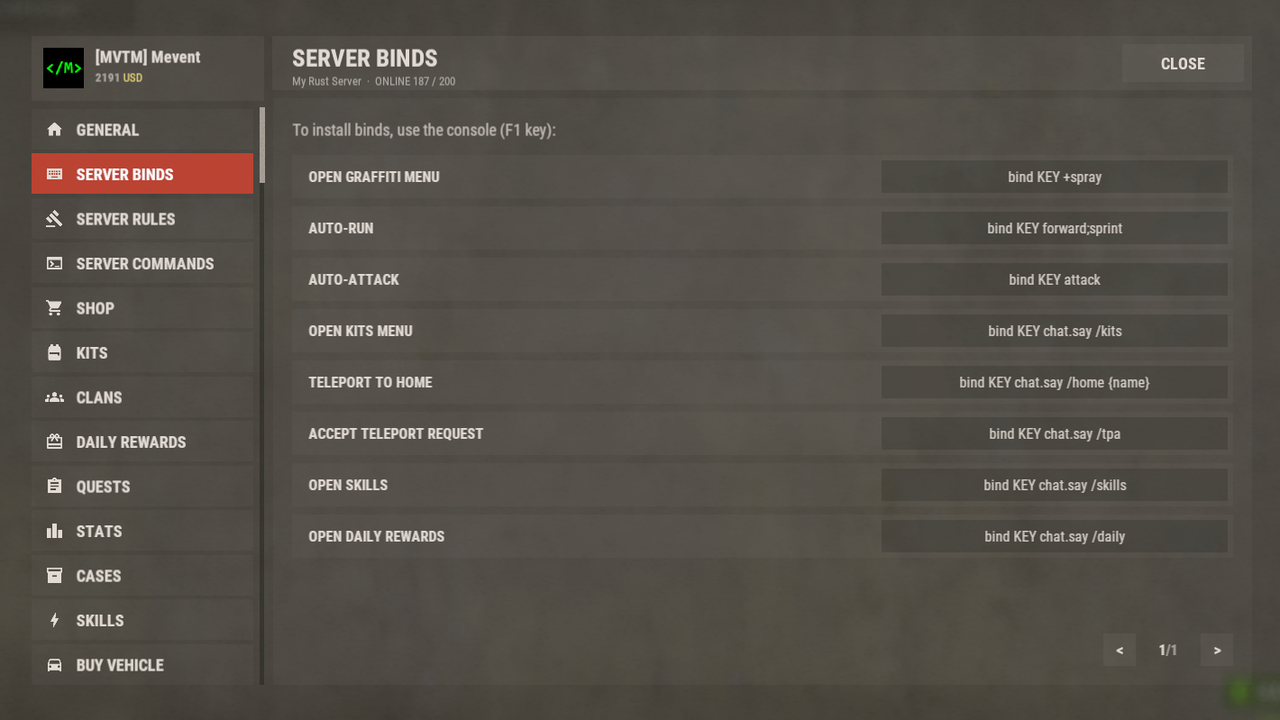 </M>
[MVTM] Mevent
2191 USD
GENERAL
SERVER BINDS
SERVER RULES
SERVER COMMANDS
SHOP
KITS
CLANS
DAILY REWARDS
QUESTS
STATS
CASES
SKILLS
BUY VEHICLE
SERVER BINDS
My Rust Server · ONLINE 187 / 200
CLOSE
To install binds, use the console (F1 key):
OPEN GRAFFITI MENU bind KEY +spray
AUTO-RUN bind KEY forward;sprint
AUTO-ATTACK bind KEY attack
OPEN KITS MENU bind KEY chat.say /kits
TELEPORT TO HOME bind KEY chat.say /home {name}
ACCEPT TELEPORT REQUEST bind KEY chat.say /tpa
OPEN SKILLS bind KEY chat.say /skills
OPEN DAILY REWARDS bind KEY chat.say /daily
< 1/1 >